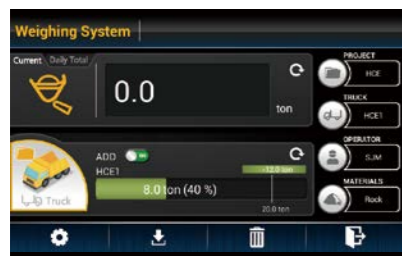 Weighing System
Current Daily Total
0.0
ton
ADD
HCE1
-12.0 ton
8.0 ton (40 %)
20.0 ton
Truck
PROJECT
HCE
TRUCK
HCE1
OPERATOR
SJM
MATERIALS
Rock